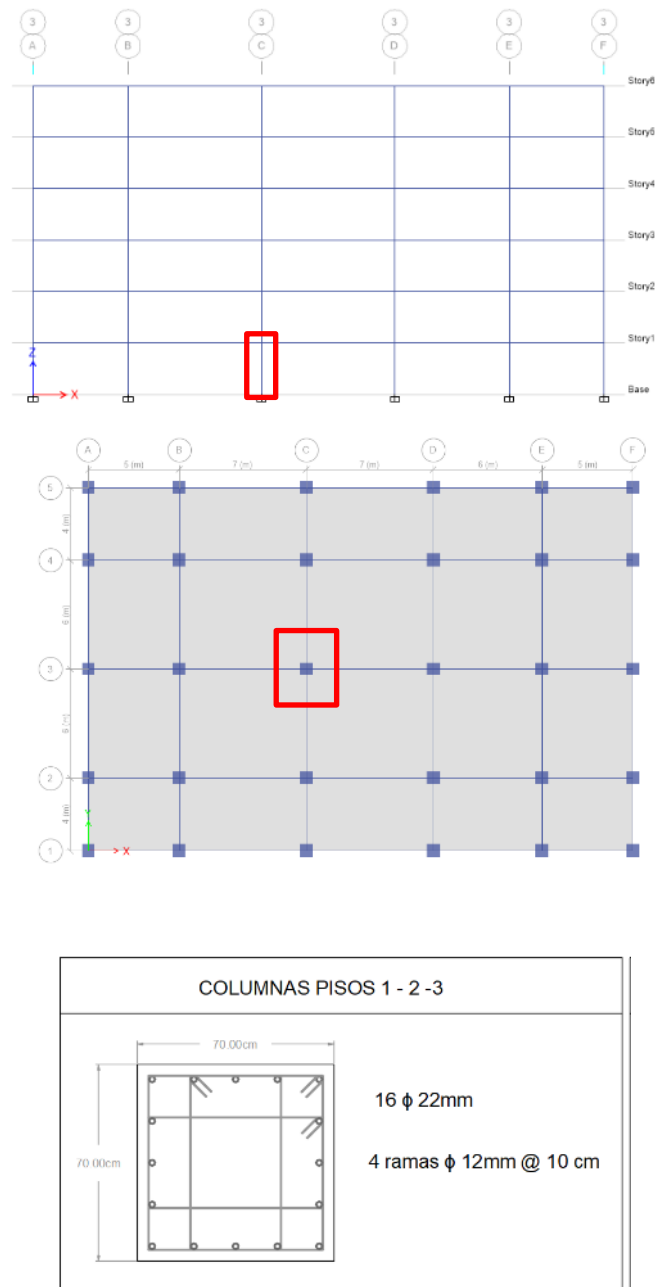 3 3 3 3 3 3
A B C D E F
Story6
Story5
Story4
Story3
Story2
Story1
Z
X
Base
A B C D E F
5 (m) 7 (m) 7 (m) 6 (m) 5 (m)
5
4 (m)
4
6 (m)
3
6 (m)
2
4 (m)
Y
1
X
COLUMNAS PISOS 1 - 2 -3
70.00cm
16 ϕ 22mm
70.00cm
4 ramas ϕ 12mm @ 10 cm